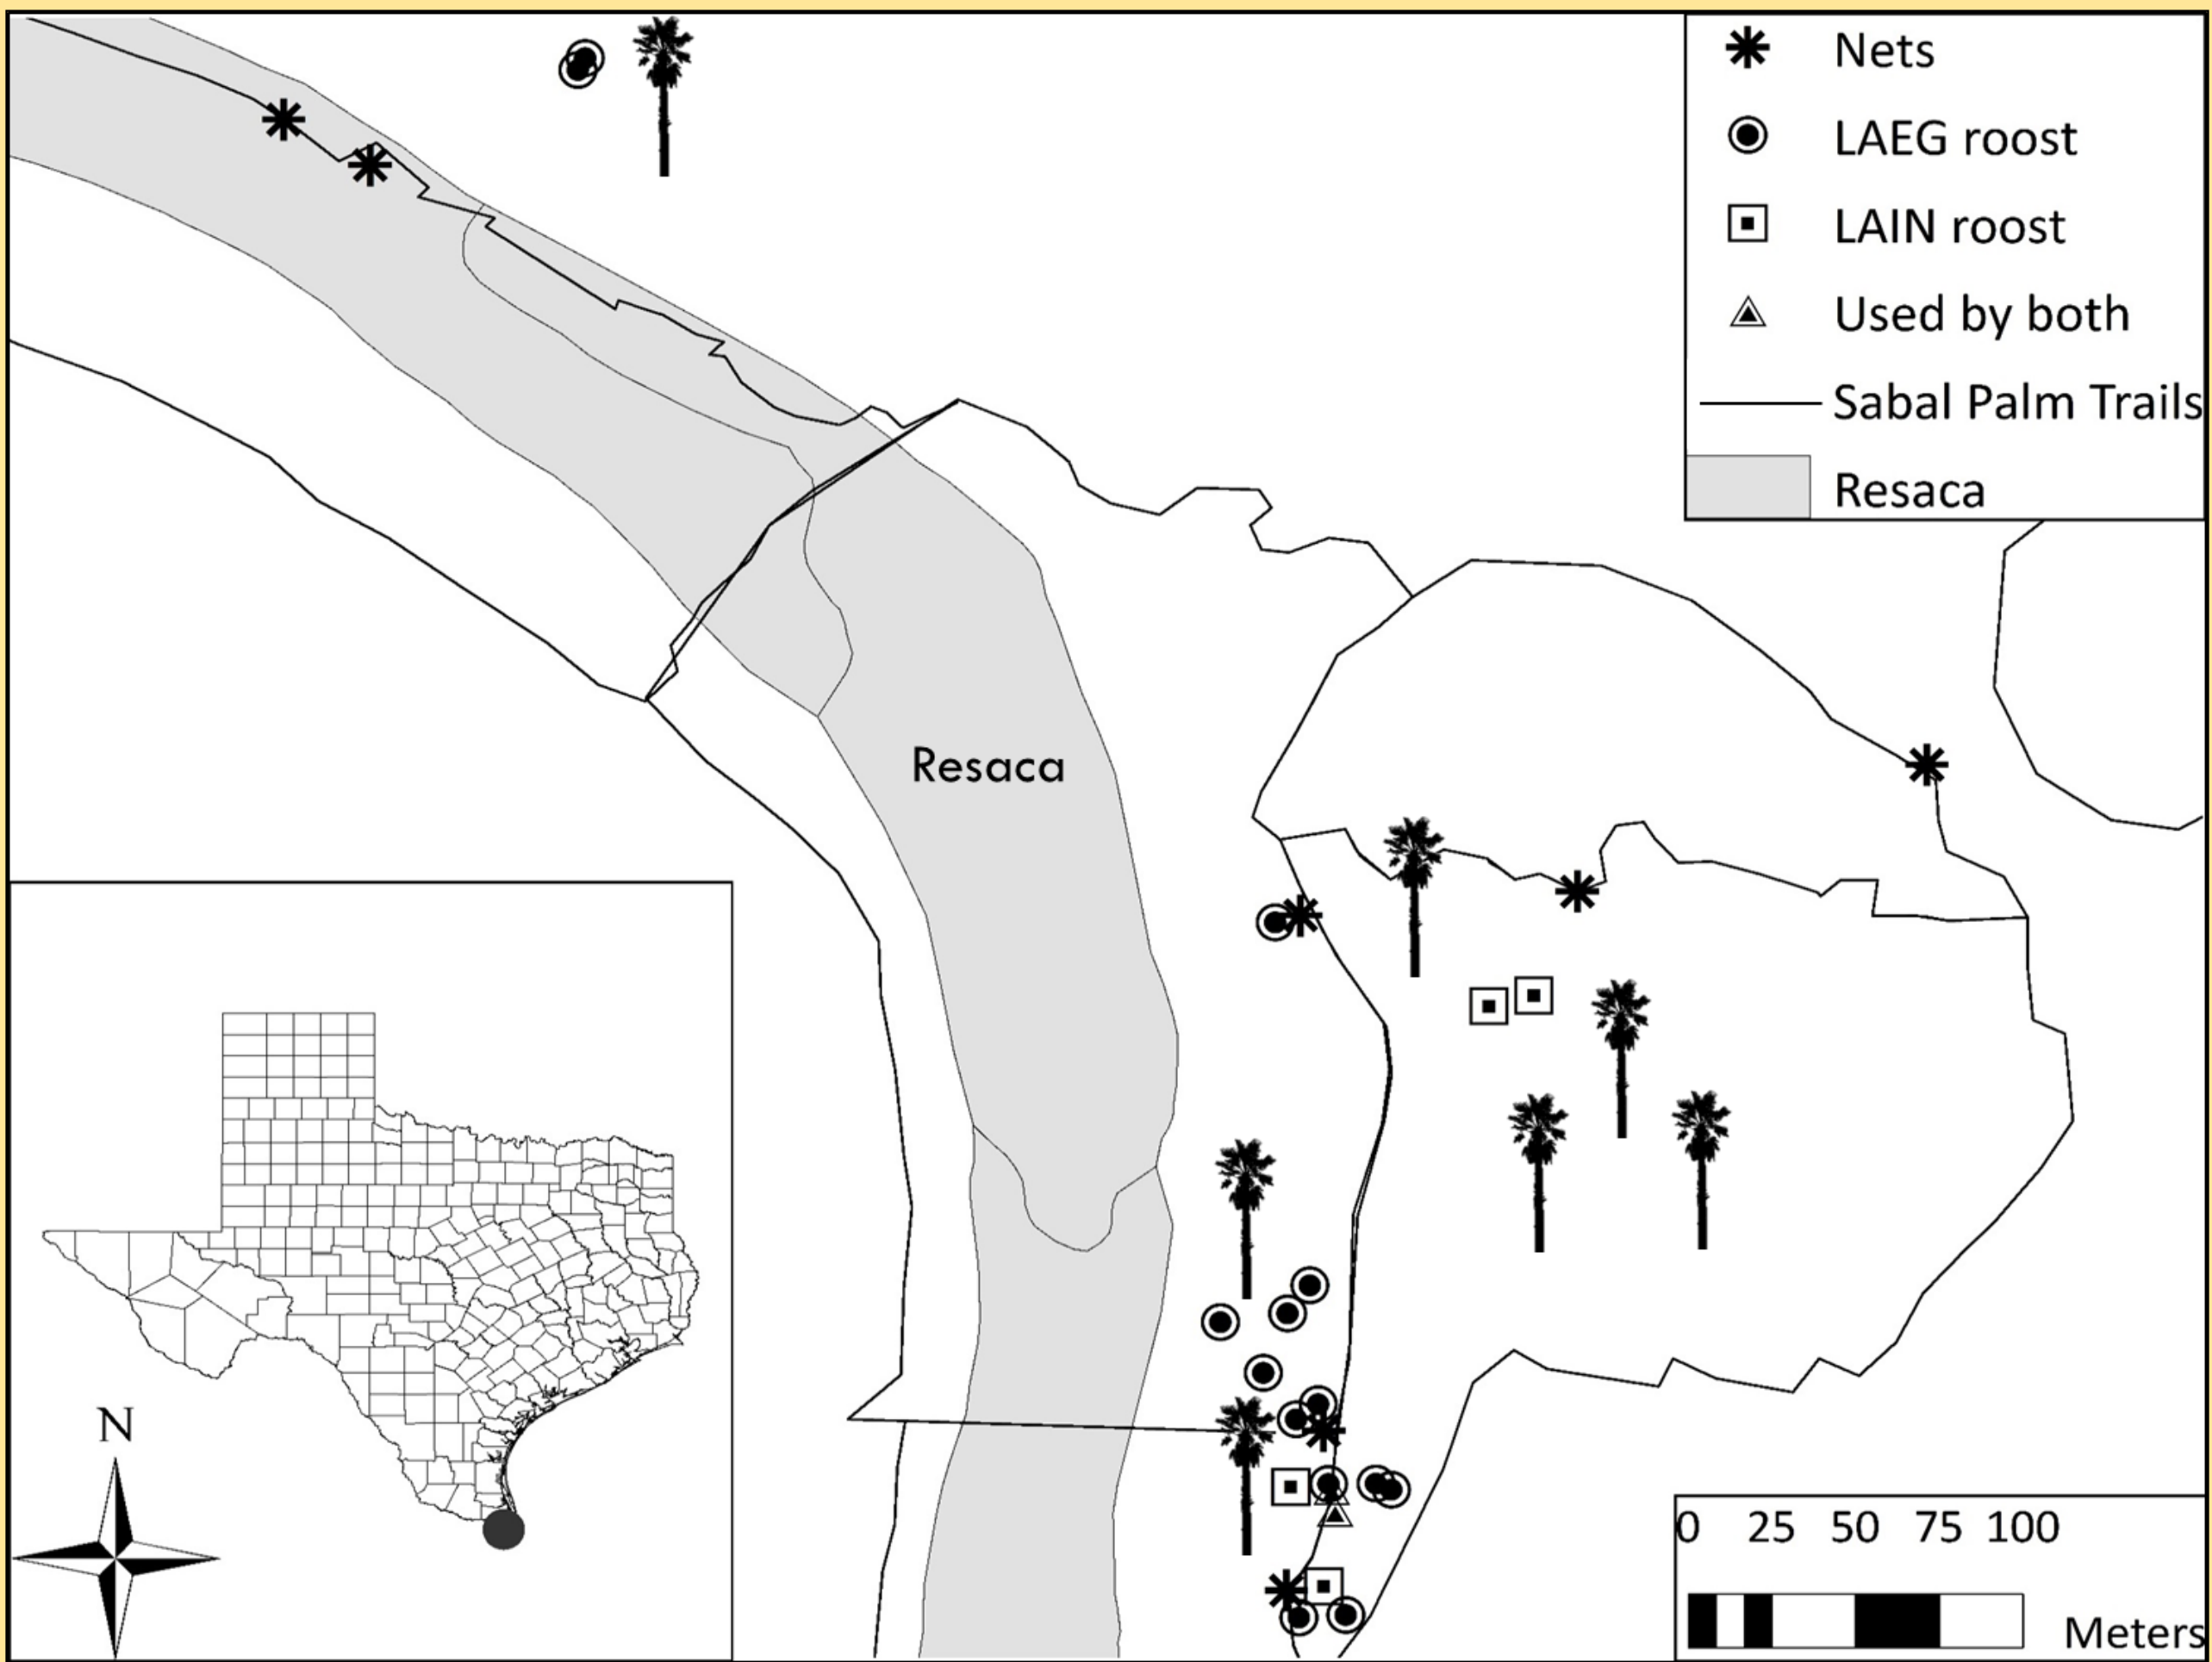 Nets
LAEG roost
LAIN roost
Used by both
Sabal Palm Trails
Resaca
Resaca
N
0 25 50 75 100
Meters